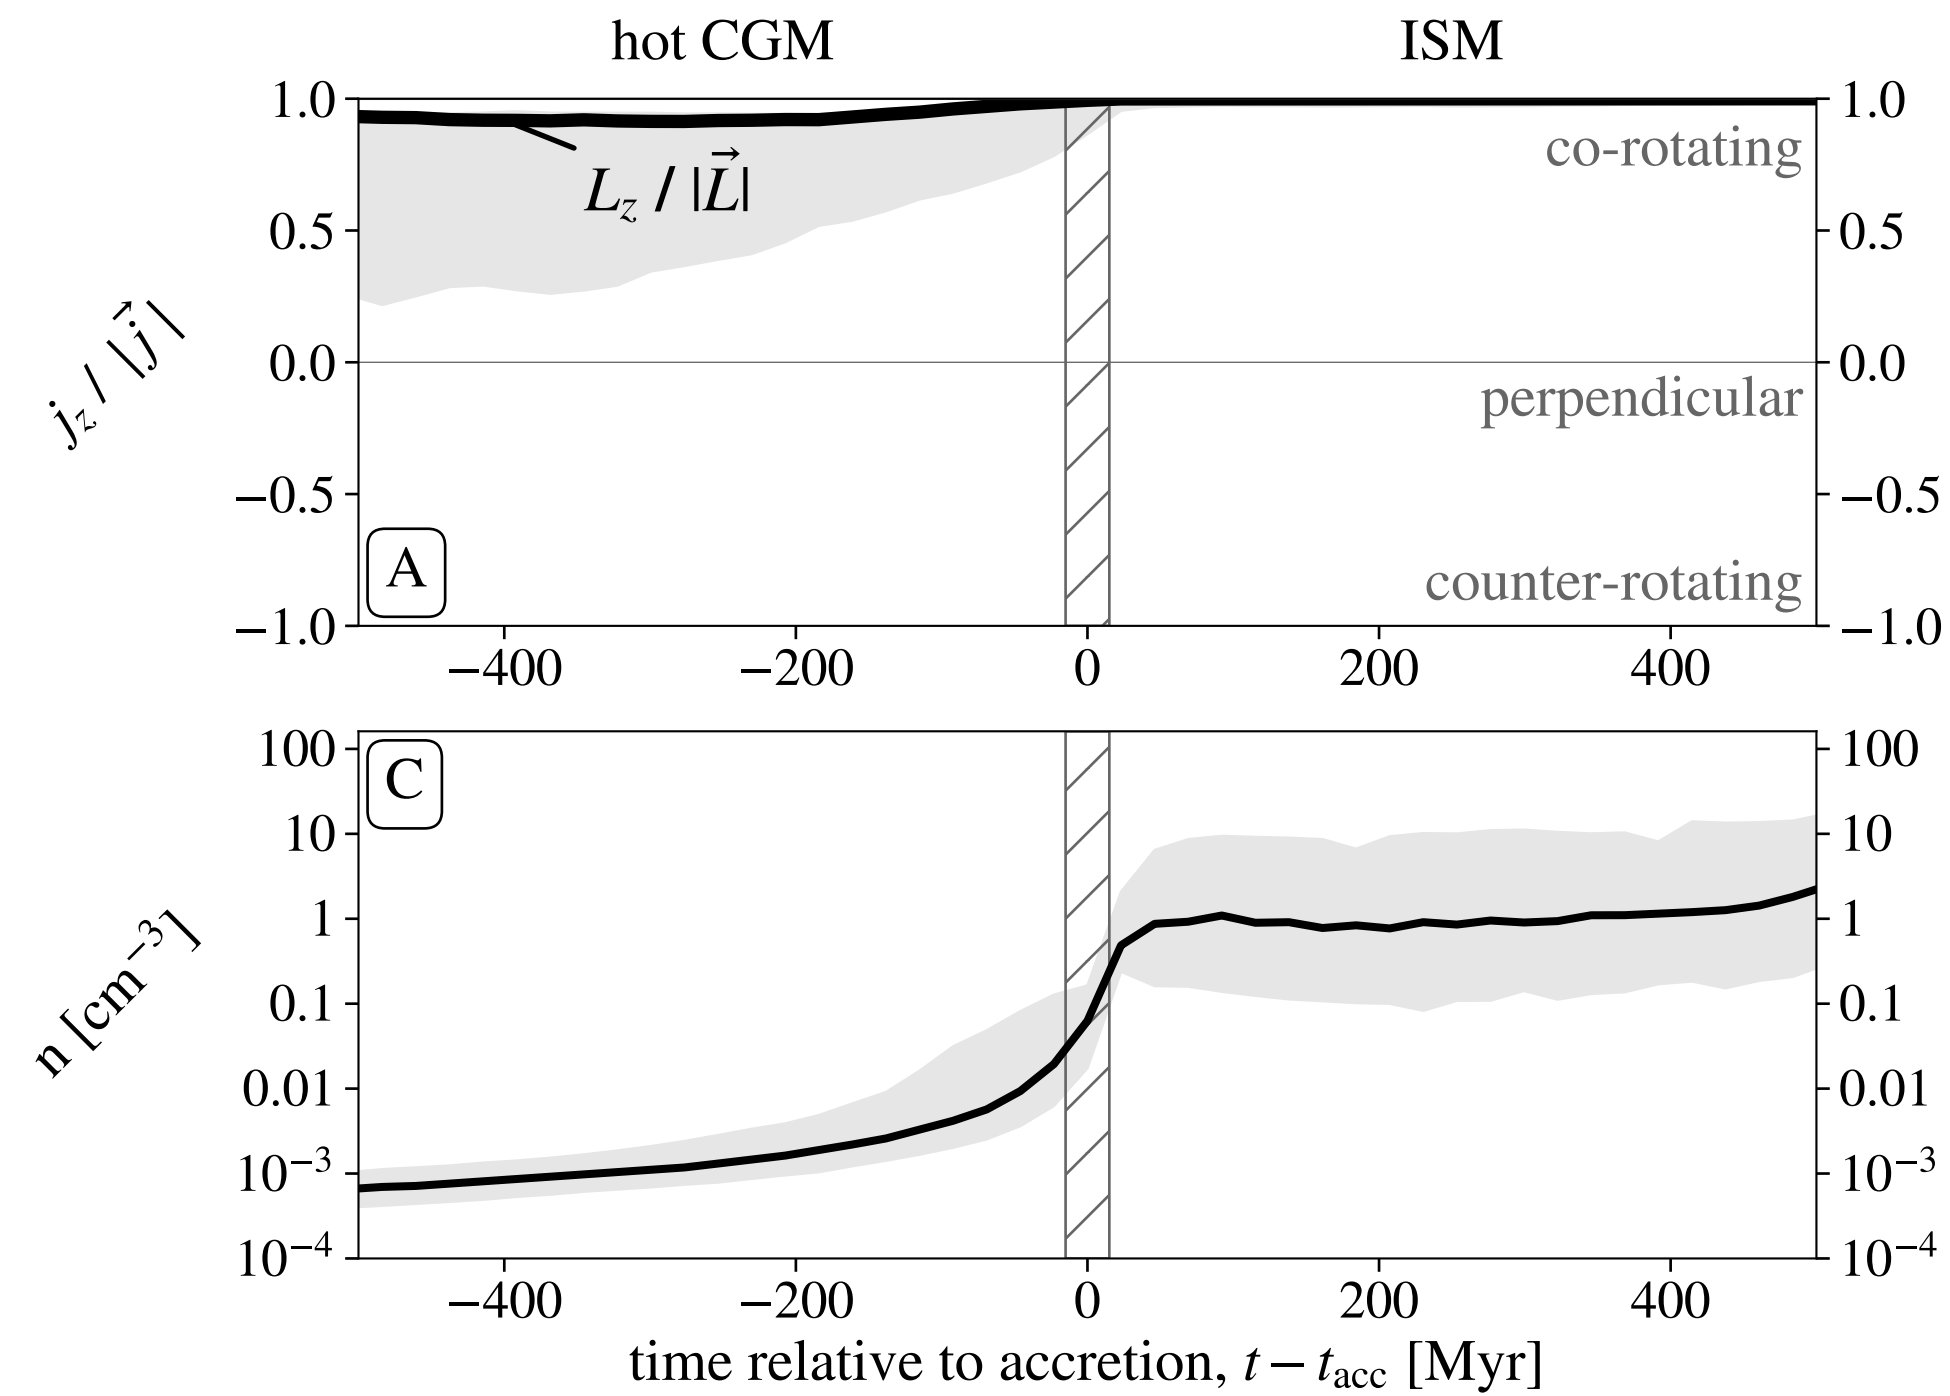 hot CGM ISM
1.0 1.0
co-rotating
L_z / |L⃗|
0.5 0.5
j_z / |j⃗|
0.0 0.0
perpendicular
−0.5 −0.5
A
counter-rotating
−1.0 −1.0
−400 −200 0 200 400
100 100
C
10 10
1 1
n [cm⁻³]
0.1 0.1
0.01 0.01
10⁻³ 10⁻³
10⁻⁴ 10⁻⁴
−400 −200 0 200 400
time relative to accretion, t − t_acc [Myr]